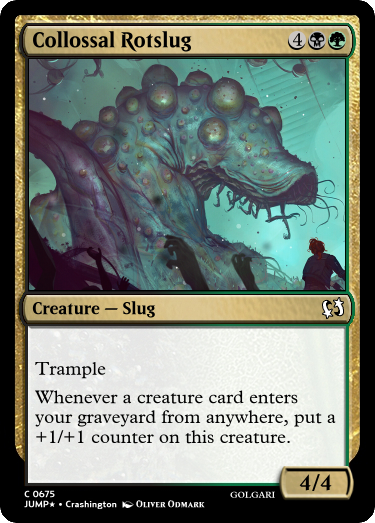 Collossal Rotslug 4
Creature — Slug
Trample
Whenever a creature card enters
your graveyard from anywhere, put a
+1/+1 counter on this creature.
4/4
C 0675
JUMP★ • Crashington Oliver Odmark
GOLGARI